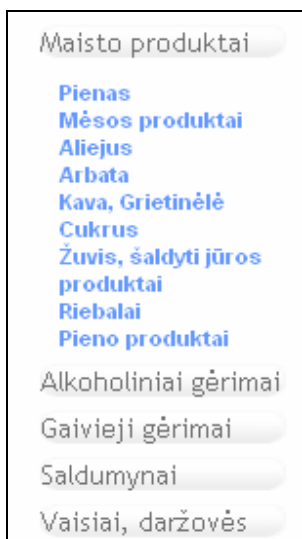 Maisto produktai
Pienas
Mėsos produktai
Aliejus
Arbata
Kava, Grietinėlė
Cukrus
Žuvis, šaldyti jūros
produktai
Riebalai
Pieno produktai
Alkoholiniai gėrimai
Gaivieji gėrimai
Saldumynai
Vaisiai, daržovės